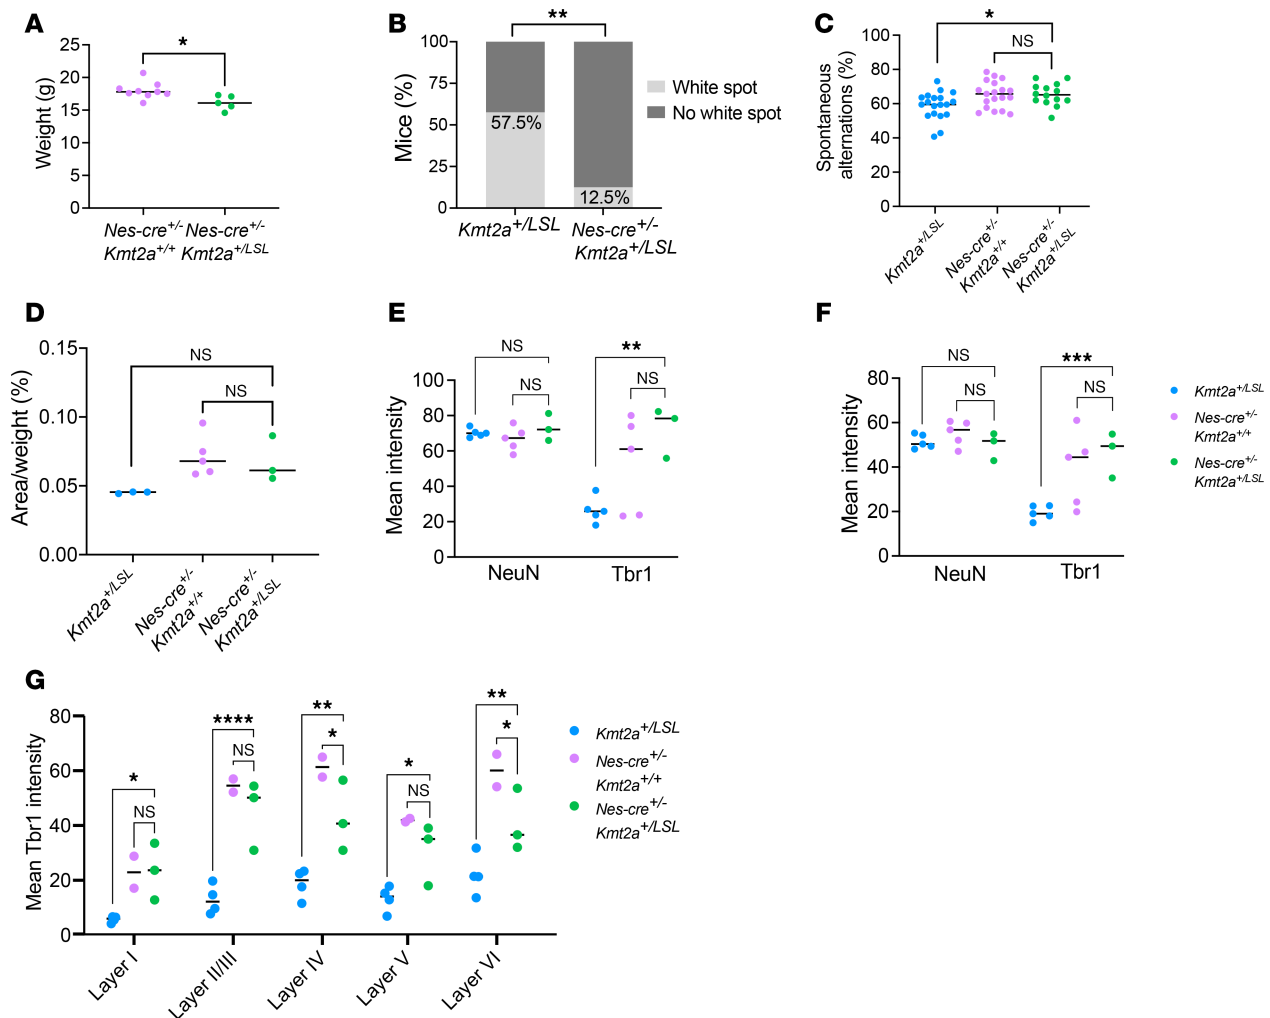 A
Weight (g)
25
20
15
10
5
0
*
Nes-cre+/- Nes-cre+/-
Kmt2a+/+ Kmt2a+/LSL
B
Mice (%)
100
75
50
25
0
**
57.5%
12.5%
White spot
No white spot
Kmt2a+/LSL
Nes-cre+/-
Kmt2a+/LSL
C
Spontaneous
alternations (%)
100
80
60
40
20
0
*
NS
Kmt2a+/LSL
Nes-cre+/-
Kmt2a+/+
Nes-cre+/-
Kmt2a+/LSL
D
Area/weight (%)
0.15
0.10
0.05
0.00
NS
NS
Kmt2a+/LSL
Nes-cre+/-
Kmt2a+/+
Nes-cre+/-
Kmt2a+/LSL
E
Mean intensity
100
80
60
40
20
0
NS
NS
**
NS
NeuN
Tbr1
F
Mean intensity
80
60
40
20
0
NS
NS
***
NS
NeuN
Tbr1
Kmt2a+/LSL
Nes-cre+/-
Kmt2a+/+
Nes-cre+/-
Kmt2a+/LSL
G
Mean Tbr1 intensity
80
60
40
20
0
*
NS
****
NS
**
*
*
NS
**
*
Layer I
Layer II/III
Layer IV
Layer V
Layer VI
Kmt2a+/LSL
Nes-cre+/-
Kmt2a+/+
Nes-cre+/-
Kmt2a+/LSL